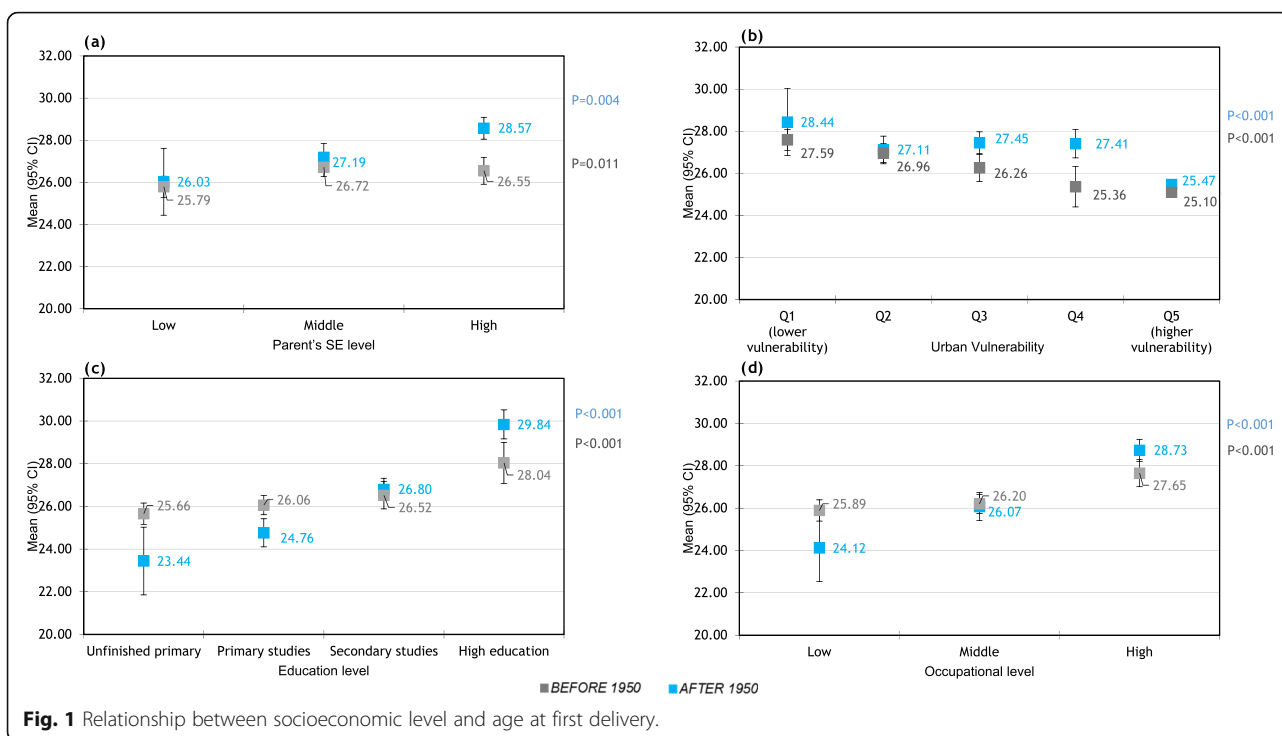 (a)
32.00
30.00
28.00
26.00
24.00
22.00
20.00
Mean (95% CI)
26.03
25.79
27.19
26.72
28.57
26.55
P=0.004
P=0.011
Low Middle High
Parent's SE level
(b)
32.00
30.00
28.00
26.00
24.00
22.00
20.00
Mean (95% CI)
28.44
27.59
27.11
26.96
27.45
26.26
27.41
25.36
25.47
25.10
P<0.001
P<0.001
Q1 Q2 Q3 Q4 Q5
(lower (higher
vulnerability) Urban Vulnerability vulnerability)
(c)
32.00
30.00
28.00
26.00
24.00
22.00
20.00
Mean (95% CI)
25.66
23.44
26.06
24.76
26.80
26.52
29.84
28.04
P<0.001
P<0.001
Unfinished primary Primary studies Secondary studies High education
Education level
(d)
32.00
30.00
28.00
26.00
24.00
22.00
20.00
Mean (95% CI)
25.89
24.12
26.20
26.07
28.73
27.65
P<0.001
P<0.001
Low Middle High
Occupational level
BEFORE 1950 AFTER 1950
Fig. 1 Relationship between socioeconomic level and age at first delivery.